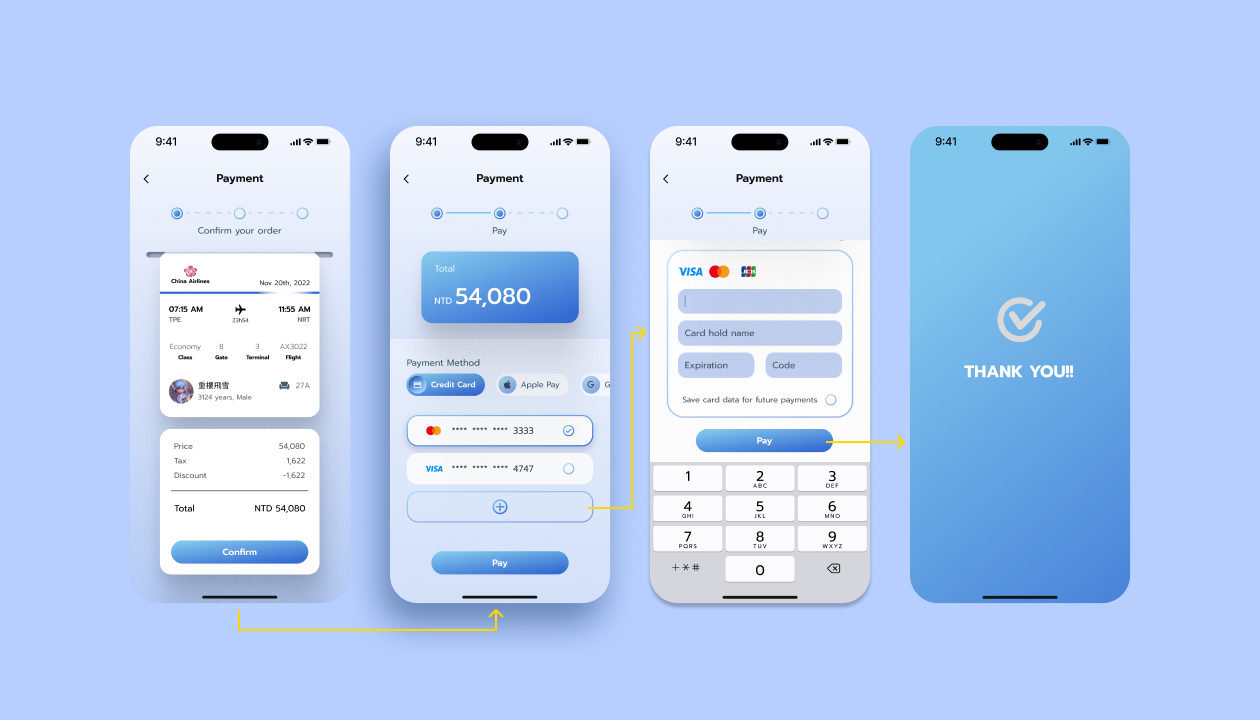 9:41
Payment
Confirm your order
China Airlines
Nov 20th, 2022
07:15 AM
11:55 AM
TPE
23h54
NRT
Economy 8 3 AX3022
Class Gate Terminal Flight
重樓飛雪
27A
3124 years, Male
Price 54,080
Tax 1,622
Discount -1,622
Total NTD 54,080
Confirm
9:41
Payment
Pay
Total
NTD 54,080
Payment Method
Credit Card
Apple Pay
G G
**** **** **** 3333
VISA **** **** **** 4747
Pay
9:41
Payment
Pay
VISA JCB
Card hold name
Expiration
Code
Save card data for future payments
Pay
1 2 3
ABC DEF
4 5 6
GHI JKL MNO
7 8 9
PQRS TUV WXYZ
+*# 0
9:41
THANK YOU!!